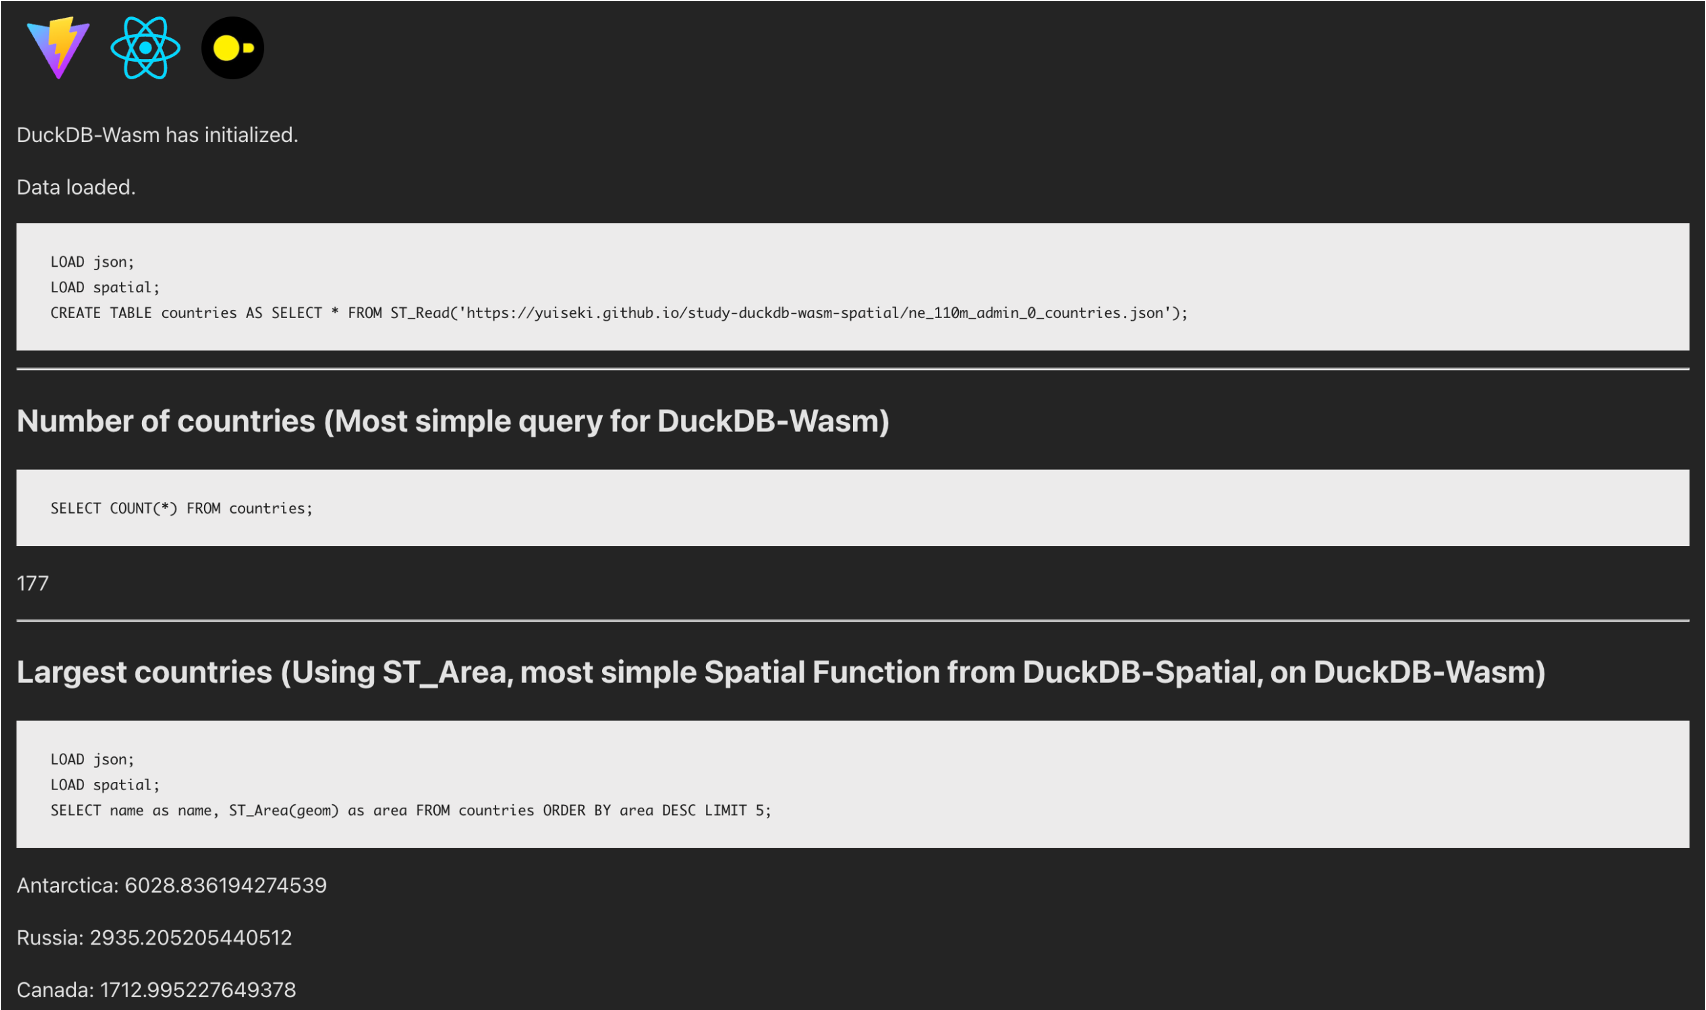 DuckDB-Wasm has initialized.
Data loaded.
LOAD json;
LOAD spatial;
CREATE TABLE countries AS SELECT * FROM ST_Read('https://yuiseki.github.io/study-duckdb-wasm-spatial/ne_110m_admin_0_countries.json');
Number of countries (Most simple query for DuckDB-Wasm)
SELECT COUNT(*) FROM countries;
177
Largest countries (Using ST_Area, most simple Spatial Function from DuckDB-Spatial, on DuckDB-Wasm)
LOAD json;
LOAD spatial;
SELECT name as name, ST_Area(geom) as area FROM countries ORDER BY area DESC LIMIT 5;
Antarctica: 6028.836194274539
Russia: 2935.205205440512
Canada: 1712.995227649378